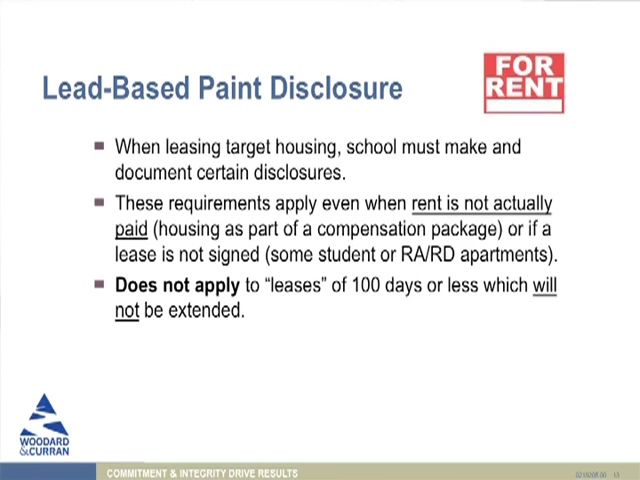 FOR
RENT
Lead-Based Paint Disclosure
When leasing target housing, school must make and
document certain disclosures.
These requirements apply even when rent is not actually
paid (housing as part of a compensation package) or if a
lease is not signed (some student or RA/RD apartments).
Does not apply to “leases” of 100 days or less which will
not be extended.
WOODARD
&CURRAN
COMMITMENT & INTEGRITY DRIVE RESULTS